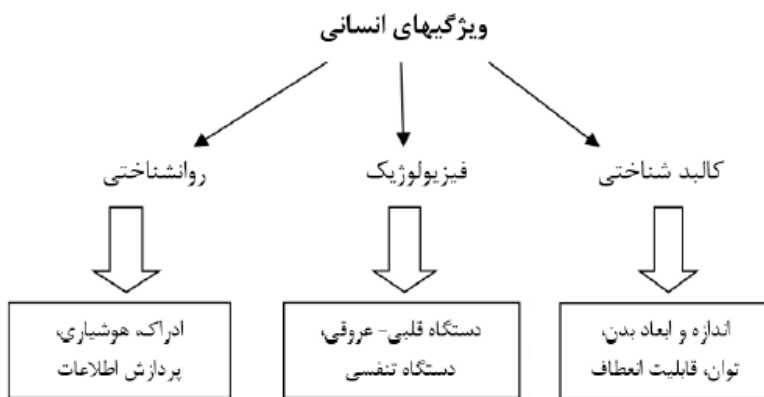 ویژگیهای انسانی
کالبد شناختی
فیزیولوژیک
روانشناختی
اندازه و ابعاد بدن،
توان، قابلیت انعطاف
دستگاه قلبی- عروقی،
دستگاه تنفسی
ادراک، هوشیاری،
پردازش اطلاعات